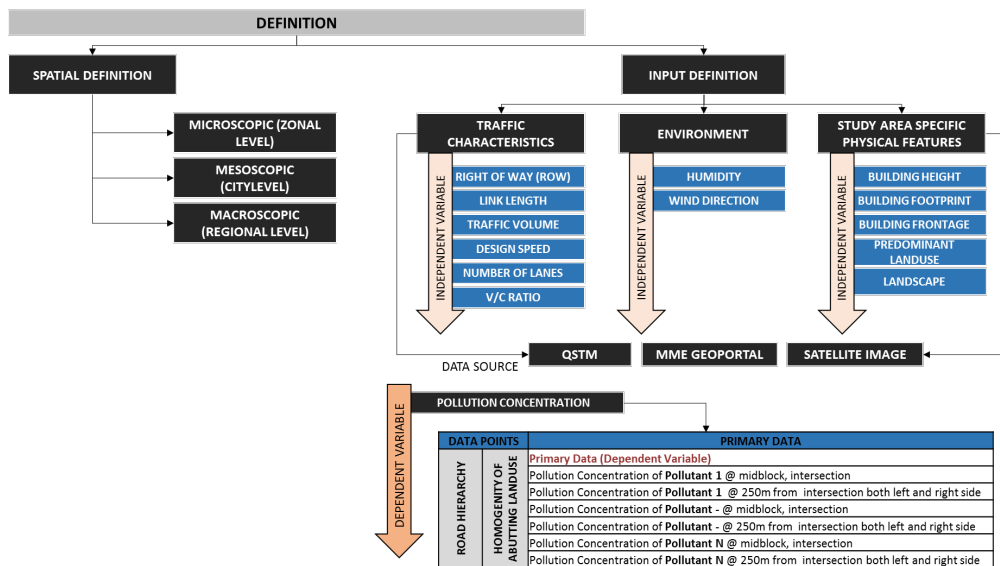 DEFINITION
SPATIAL DEFINITION
MICROSCOPIC (ZONAL
LEVEL)
MESOSCOPIC
(CITYLEVEL)
MACROSCOPIC
(REGIONAL LEVEL)
INPUT DEFINITION
TRAFFIC
CHARACTERISTICS
INDEPENDENT VARIABLE
RIGHT OF WAY (ROW)
LINK LENGTH
TRAFFIC VOLUME
DESIGN SPEED
NUMBER OF LANES
V/C RATIO
ENVIRONMENT
INDEPENDENT VARIABLE
HUMIDITY
WIND DIRECTION
STUDY AREA SPECIFIC
PHYSICAL FEATURES
INDEPENDENT VARIABLE
BUILDING HEIGHT
BUILDING FOOTPRINT
BUILDING FRONTAGE
PREDOMINANT
LANDUSE
LANDSCAPE
DATA SOURCE
QSTM
MME GEOPORTAL
SATELLITE IMAGE
DEPENDENT VARIABLE
POLLUTION CONCENTRATION
DATA POINTS
PRIMARY DATA
ROAD HIERARCHY
HOMOGENITY OF
ABUTTING LANDUSE
Primary Data (Dependent Variable)
Pollution Concentration of Pollutant 1 @ midblock, intersection
Pollution Concentration of Pollutant 1 @ 250m from intersection both left and right side
Pollution Concentration of Pollutant - @ midblock, intersection
Pollution Concentration of Pollutant - @ 250m from intersection both left and right side
Pollution Concentration of Pollutant N @ midblock, intersection
Pollution Concentration of Pollutant N @ 250m from intersection both left and right side